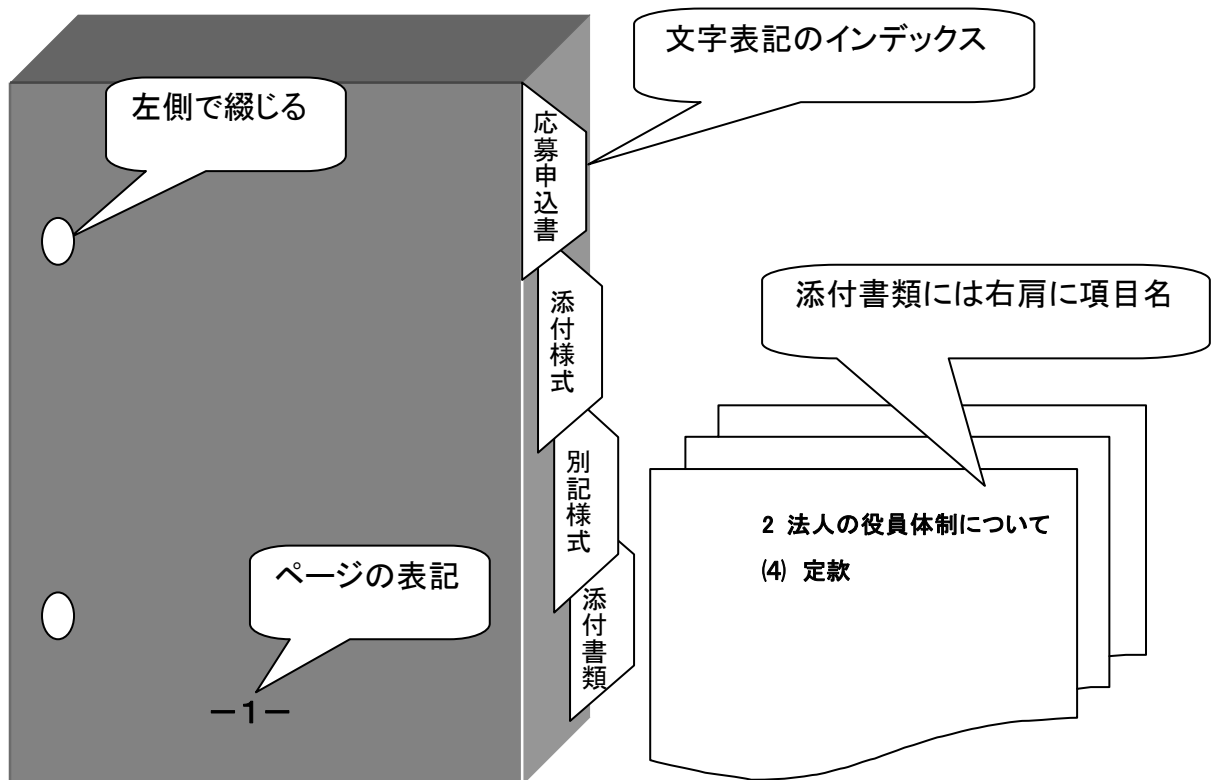 文字表記のインデックス
左側で綴じる
応募申込書
添付様式
別記様式
添付書類
添付書類には右肩に項目名
2 法人の役員体制について
⑷ 定款
ページの表記
－1－